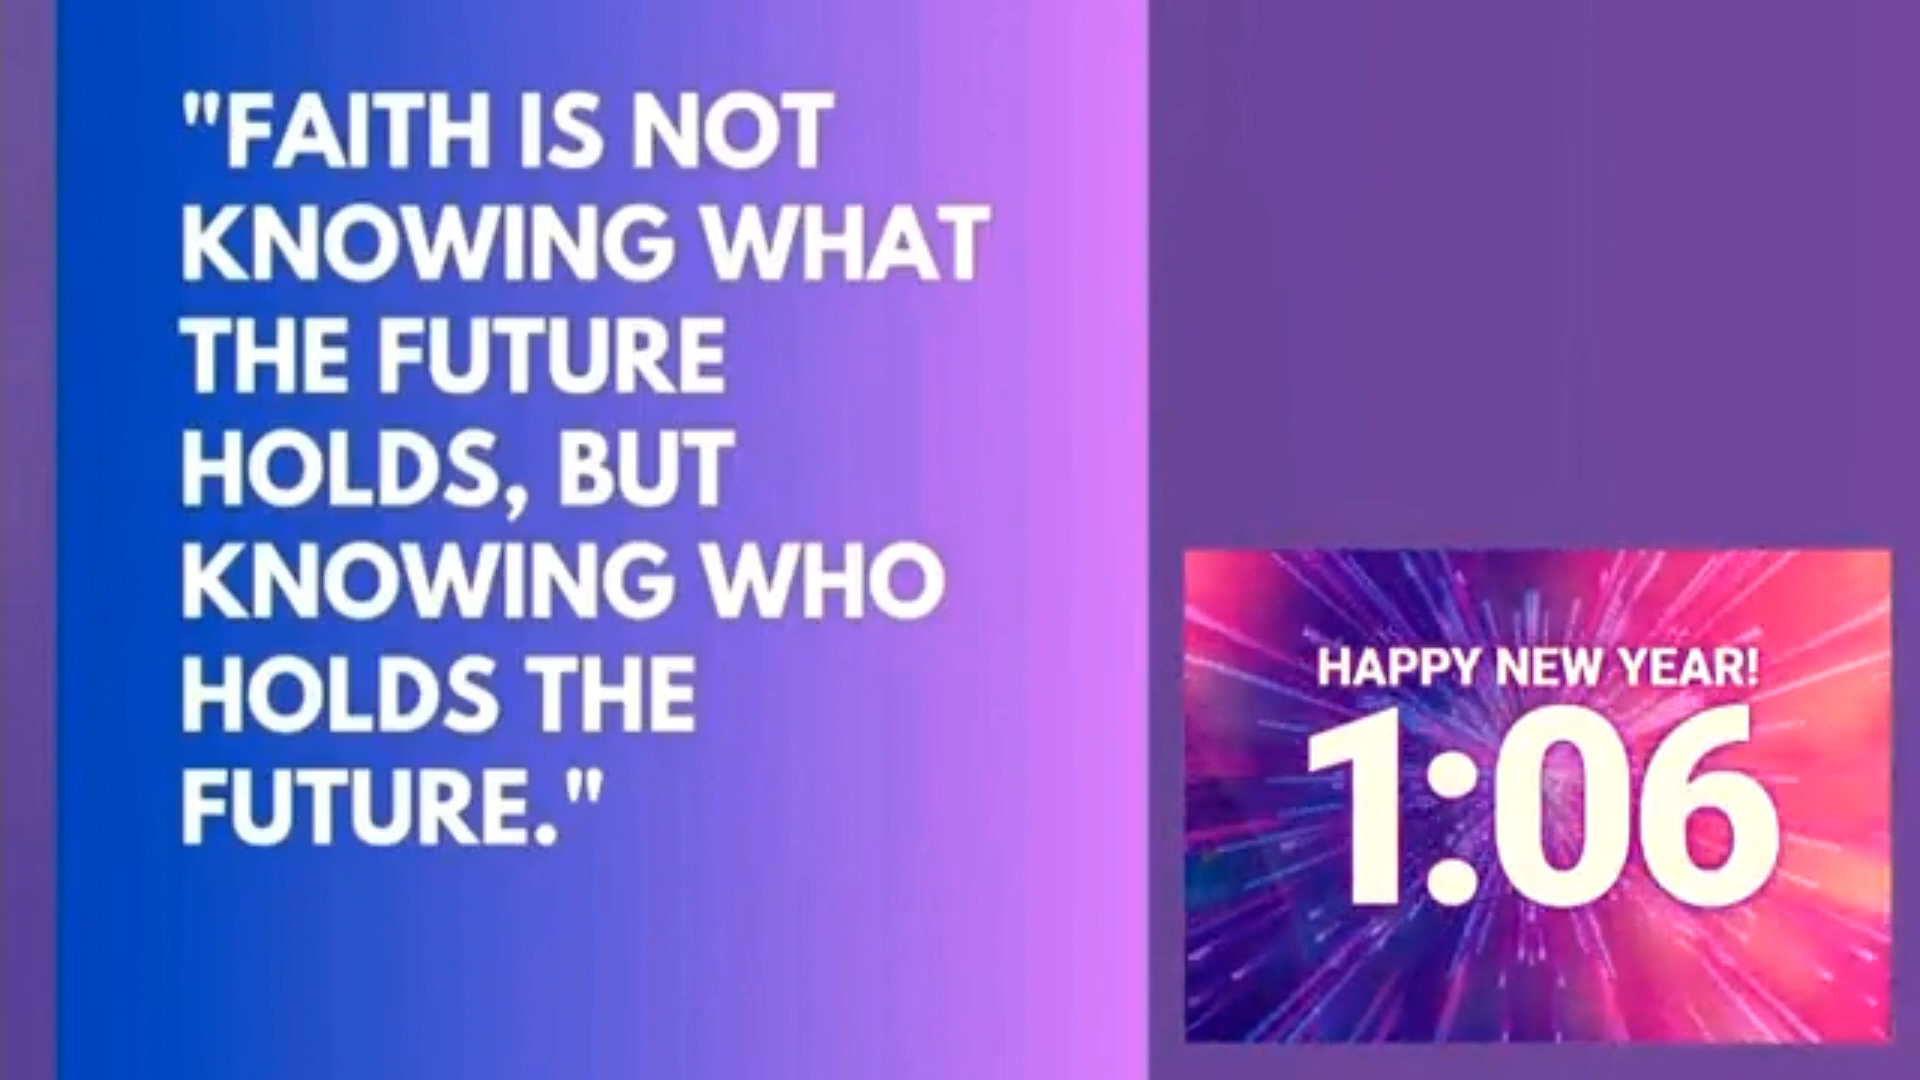 "FAITH IS NOT
KNOWING WHAT
THE FUTURE
HOLDS, BUT
KNOWING WHO
HOLDS THE
FUTURE."
HAPPY NEW YEAR!
1:06